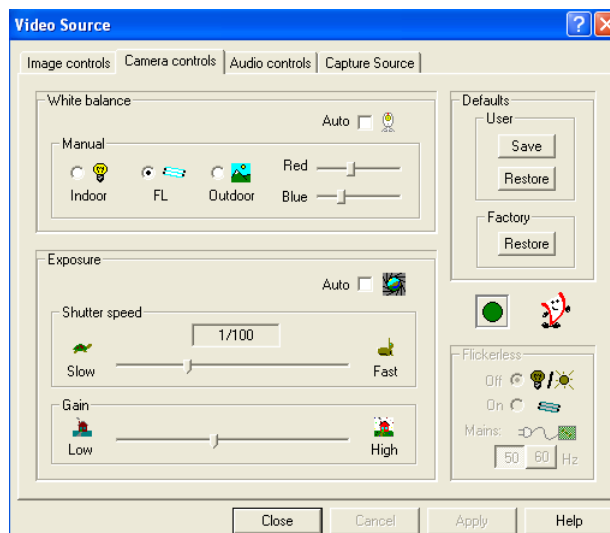 Video Source
Image controls Camera controls Audio controls Capture Source
White balance
Auto
Manual
Indoor FL Outdoor
Red
Blue
Exposure
Auto
Shutter speed
1/100
Slow Fast
Gain
Low High
Defaults
User
Save
Restore
Factory
Restore
Flickerless
Off
On
Mains:
50 60 Hz
Close Cancel Apply Help